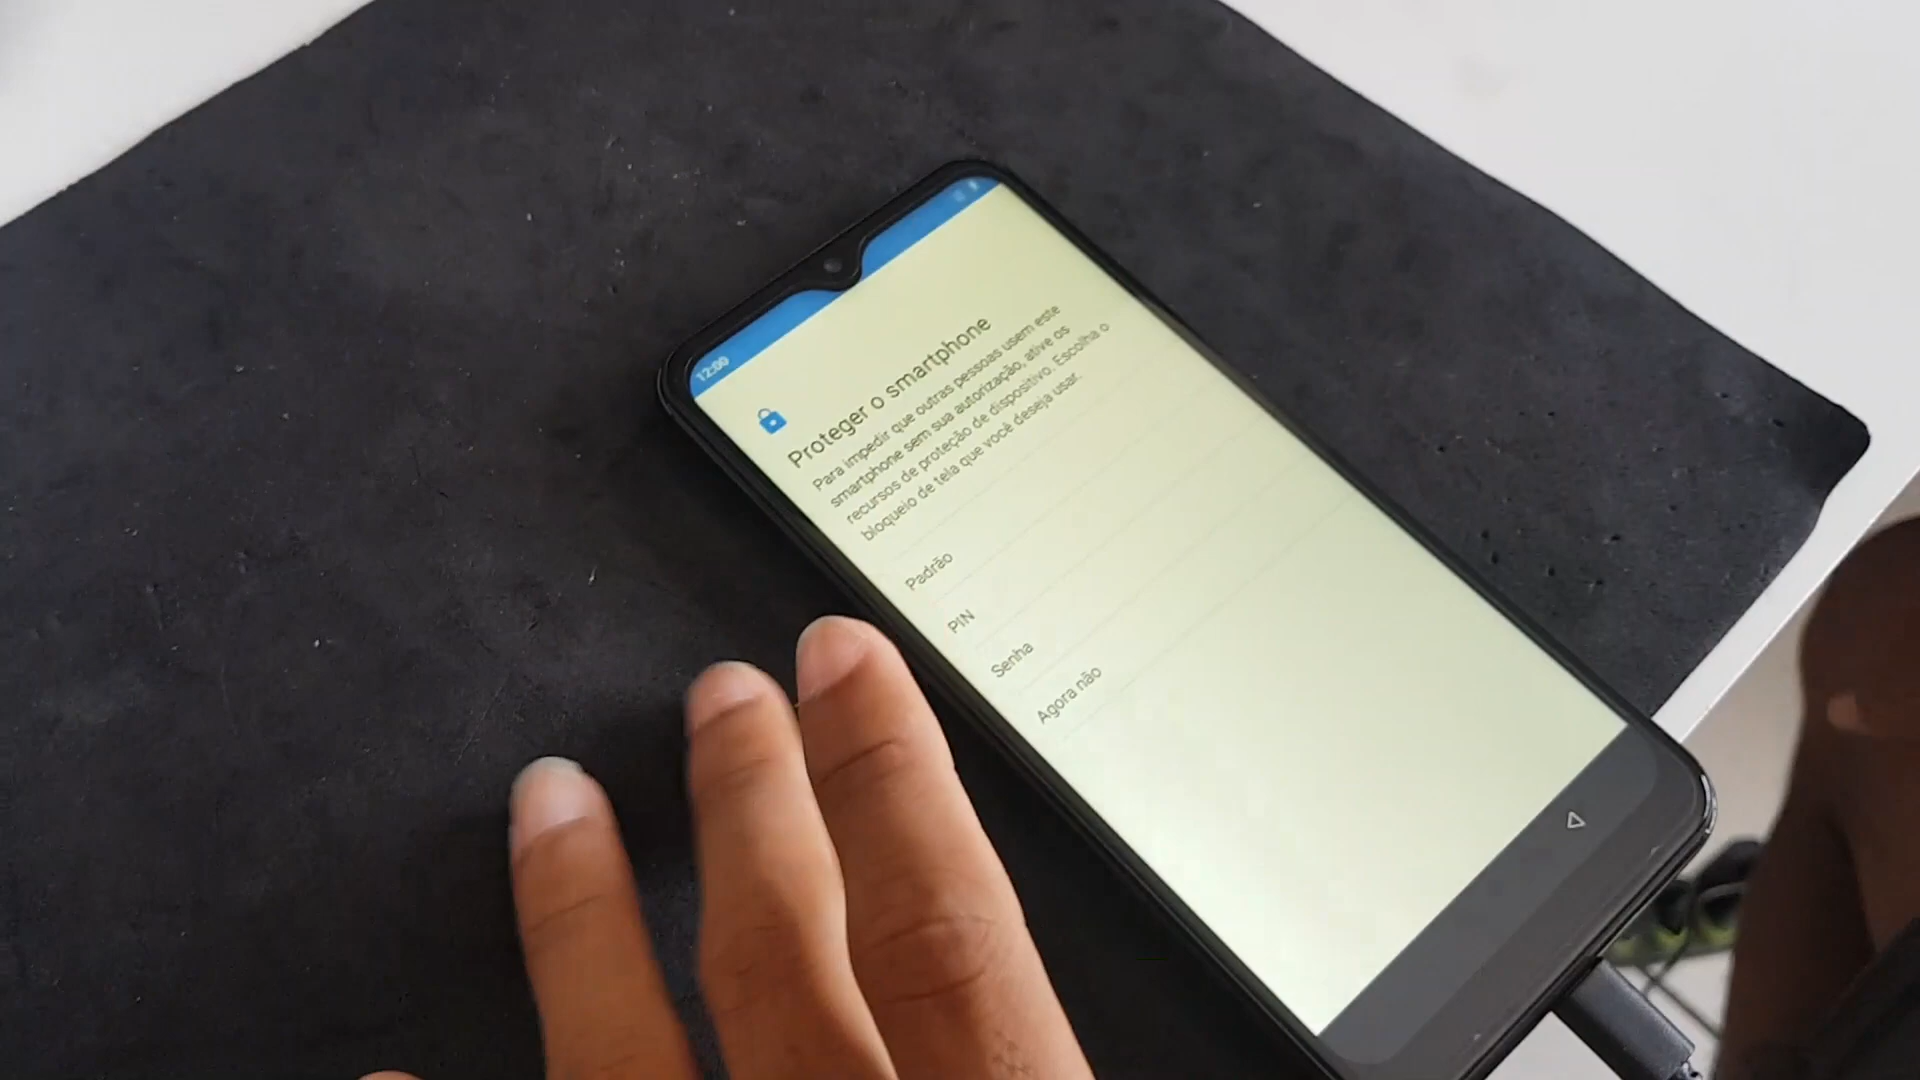 12:00
Proteger o smartphone
Para impedir que outras pessoas usem este
smartphone sem sua autorização, ative os
recursos de proteção de dispositivo. Escolha o
bloqueio de tela que você deseja usar.
Padrão
PIN
Senha
Agora não